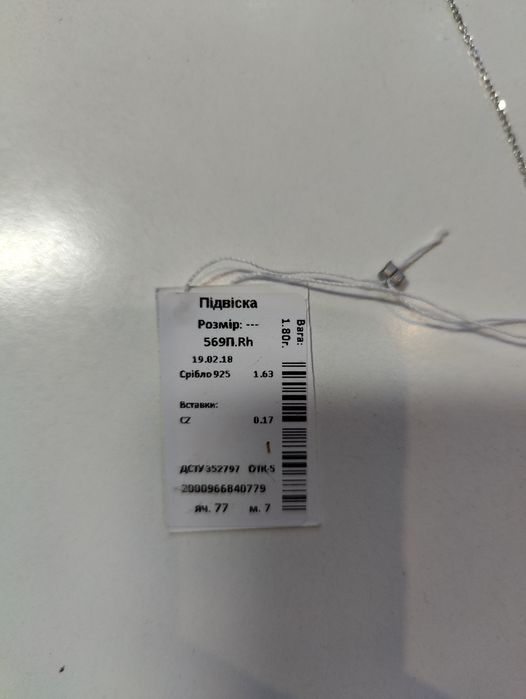 Підвіска
Розмір: ---
569П.Rh
19.02.18
Срібло 925 1.63
Вставки:
CZ 0.17
ДСТУ 352797 ОТК-5
2000966840779
яч. 77 м. 7
Вага:
1.80г.